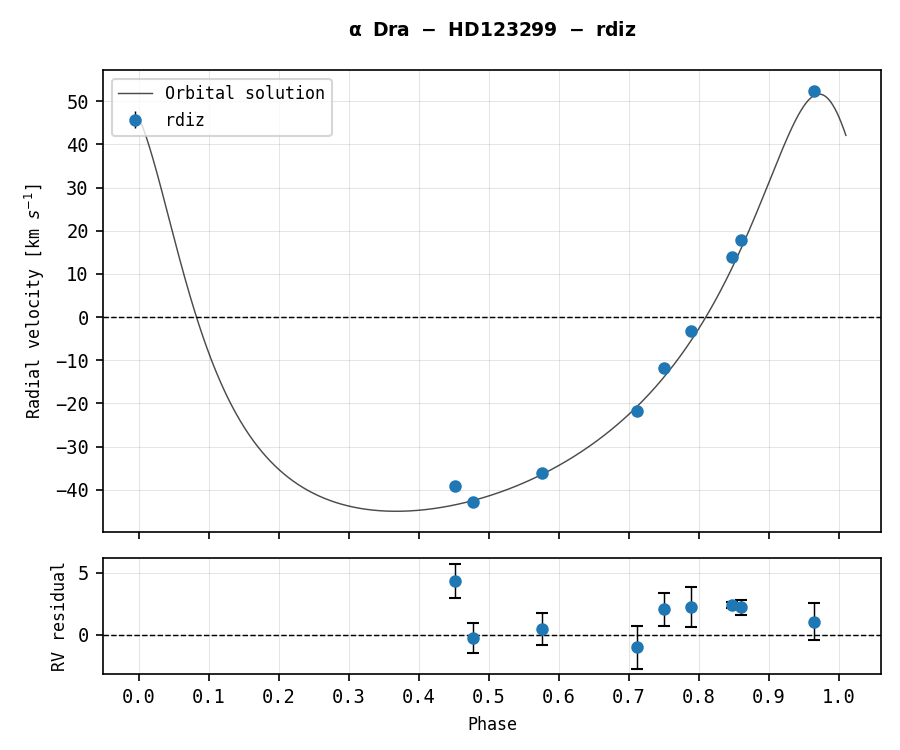 α Dra − HD123299 − rdiz
Orbital solution
rdiz
Radial velocity [km s⁻¹]
50
40
30
20
10
0
−10
−20
−30
−40
RV residual
5
0
0.0 0.1 0.2 0.3 0.4 0.5 0.6 0.7 0.8 0.9 1.0
Phase